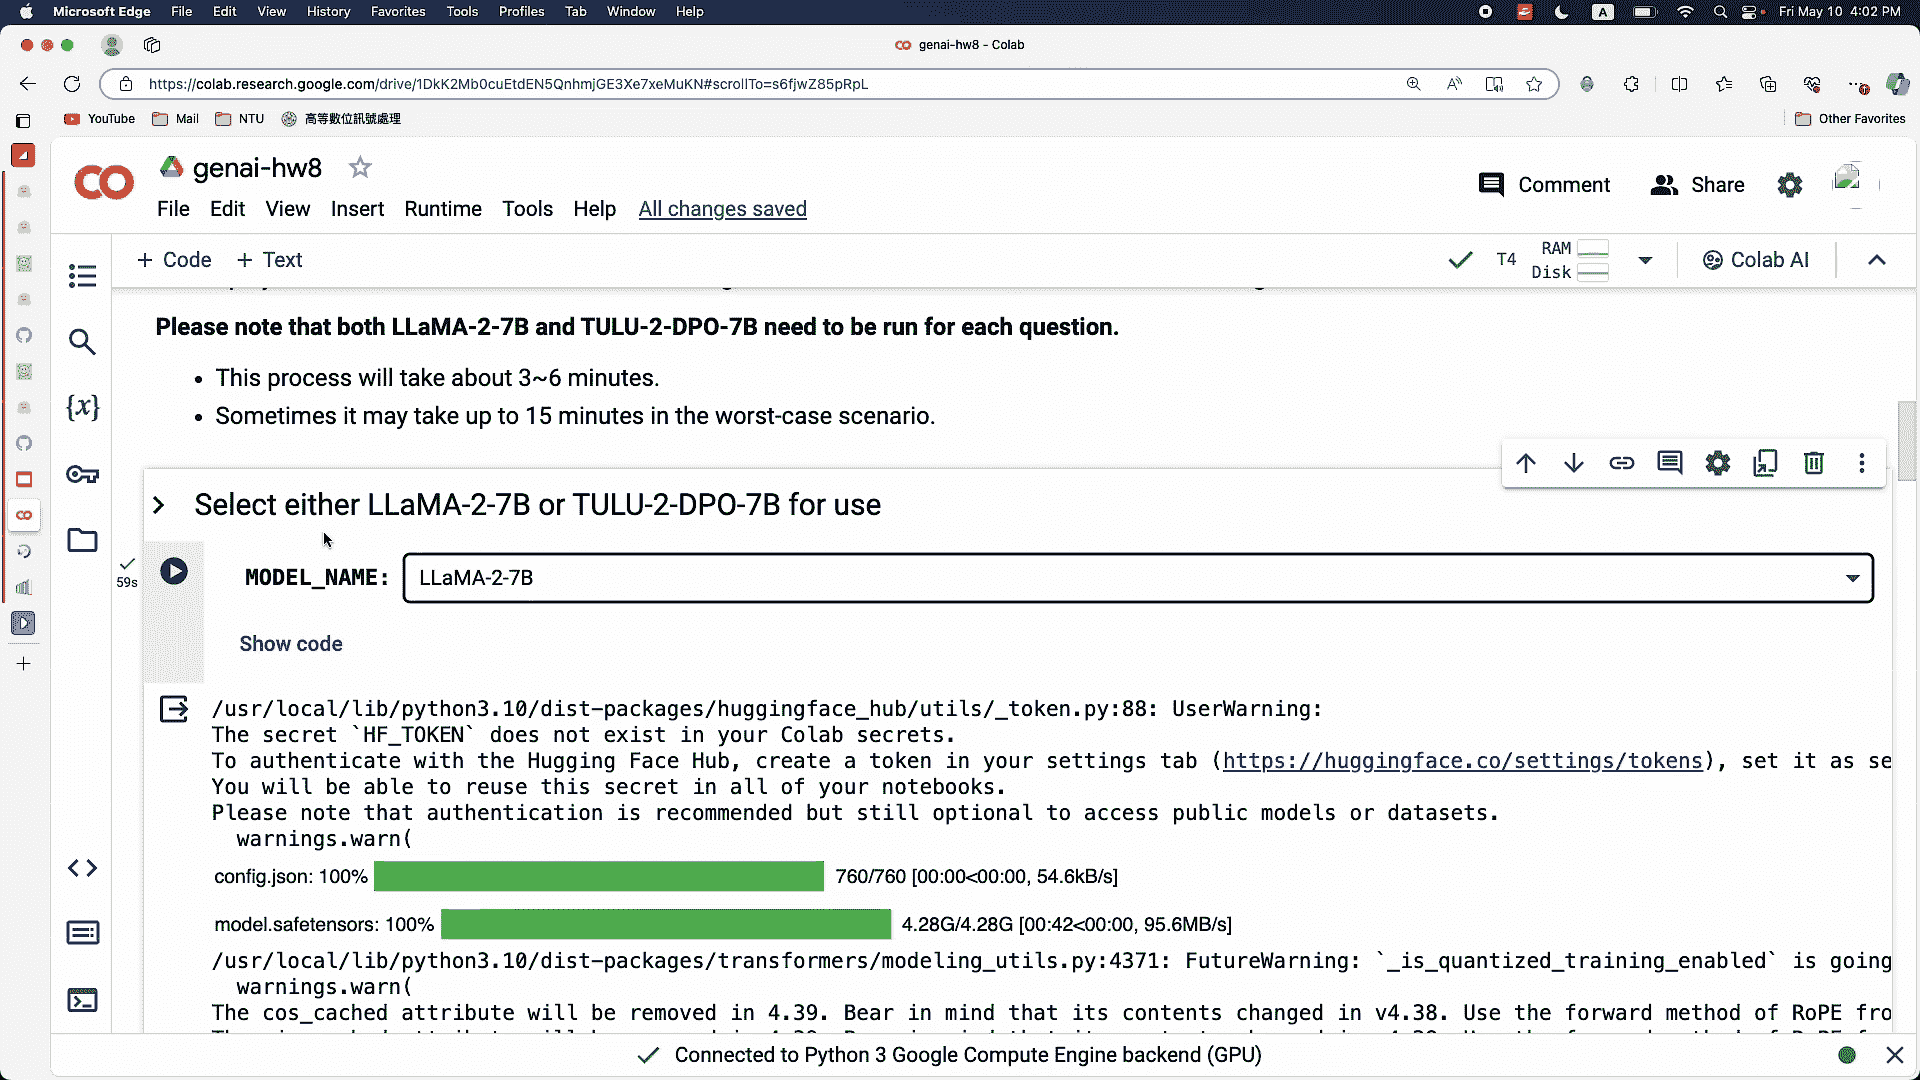 Microsoft Edge File Edit View History Favorites Tools Profiles Tab Window Help A Fri May 10 4:02 PM
genai-hw8 - Colab
https://colab.research.google.com/drive/1DkK2Mb0cuEtdEN5QnhmjGE3Xe7xeMuKN#scrollTo=s6fjwZ85pRpL
YouTube Mail NTU 高等數位訊號處理 Other Favorites
genai-hw8
Comment Share
File Edit View Insert Runtime Tools Help All changes saved
+ Code + Text T4 RAM Disk Colab AI
Please note that both LLaMA-2-7B and TULU-2-DPO-7B need to be run for each question.
• This process will take about 3~6 minutes.
• Sometimes it may take up to 15 minutes in the worst-case scenario.
Select either LLaMA-2-7B or TULU-2-DPO-7B for use
59s
MODEL_NAME: LLaMA-2-7B
Show code
/usr/local/lib/python3.10/dist-packages/huggingface_hub/utils/_token.py:88: UserWarning:
The secret `HF_TOKEN` does not exist in your Colab secrets.
To authenticate with the Hugging Face Hub, create a token in your settings tab (https://huggingface.co/settings/tokens), set it as se
You will be able to reuse this secret in all of your notebooks.
Please note that authentication is recommended but still optional to access public models or datasets.
warnings.warn(
config.json: 100% 760/760 [00:00<00:00, 54.6kB/s]
model.safetensors: 100% 4.28G/4.28G [00:42<00:00, 95.6MB/s]
/usr/local/lib/python3.10/dist-packages/transformers/modeling_utils.py:4371: FutureWarning: `_is_quantized_training_enabled` is going
warnings.warn(
The cos_cached attribute will be removed in 4.39. Bear in mind that its contents changed in v4.38. Use the forward method of RoPE fro
Connected to Python 3 Google Compute Engine backend (GPU)